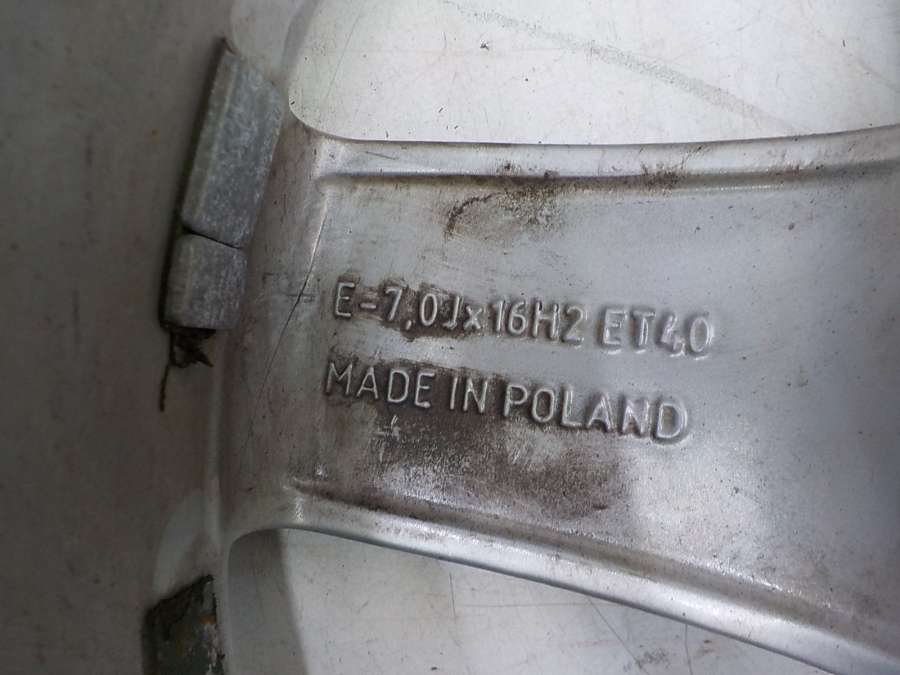 E=7,0Jx16H2 ET40
MADE IN POLAND